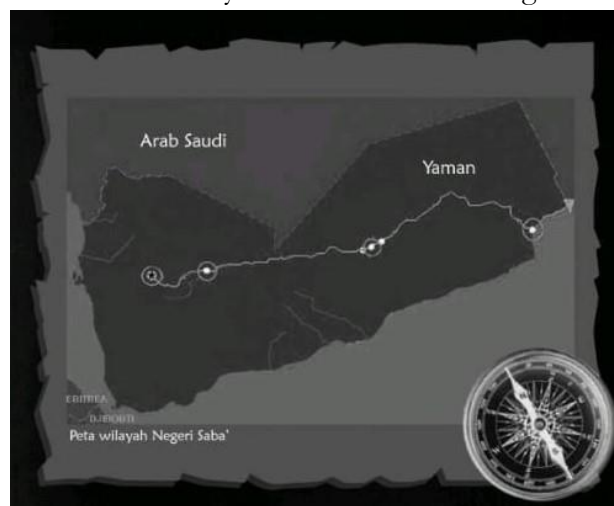 Arab Saudi
Yaman
ERITREA
DJIBOUTI
Peta wilayah Negeri Saba'